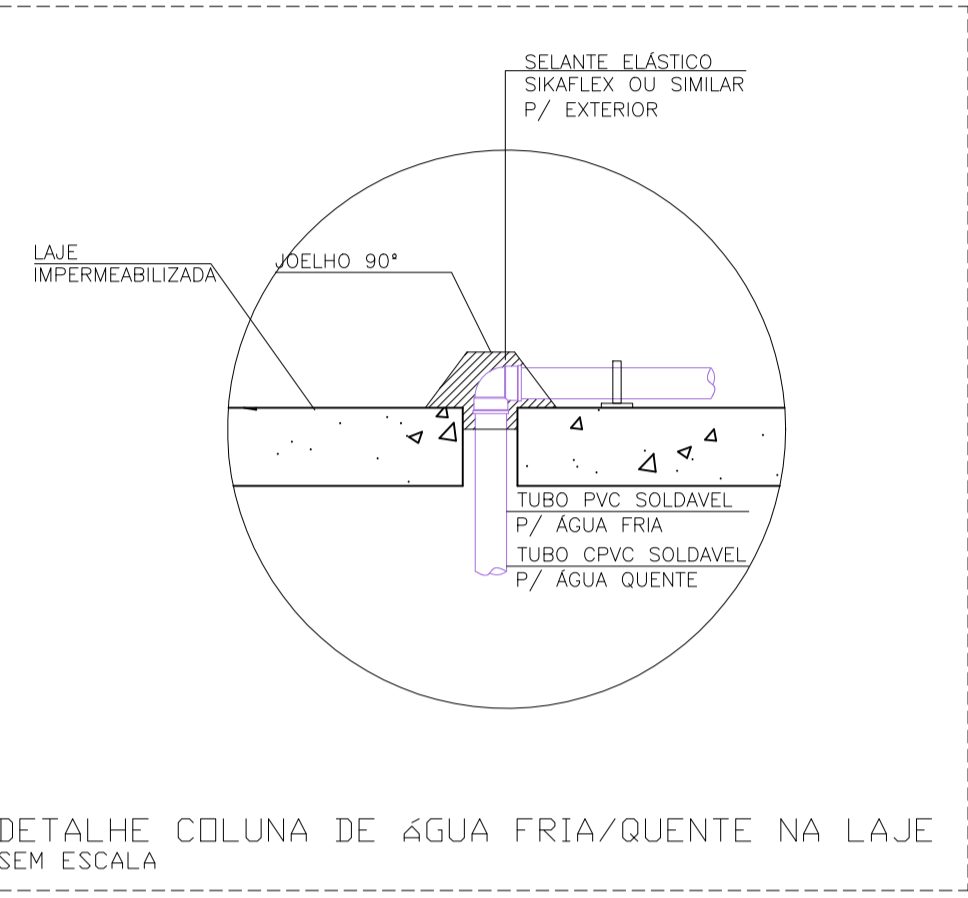 SELANTE ELÁSTICO
SIKAFLEX OU SIMILAR
P/ EXTERIOR
LAJE
IMPERMEABILIZADA
JOELHO 90°
TUBO PVC SOLDAVEL
P/ ÁGUA FRIA
TUBO CPVC SOLDAVEL
P/ ÁGUA QUENTE
DETALHE COLUNA DE áGUA FRIA/QUENTE NA LAJE
SEM ESCALA